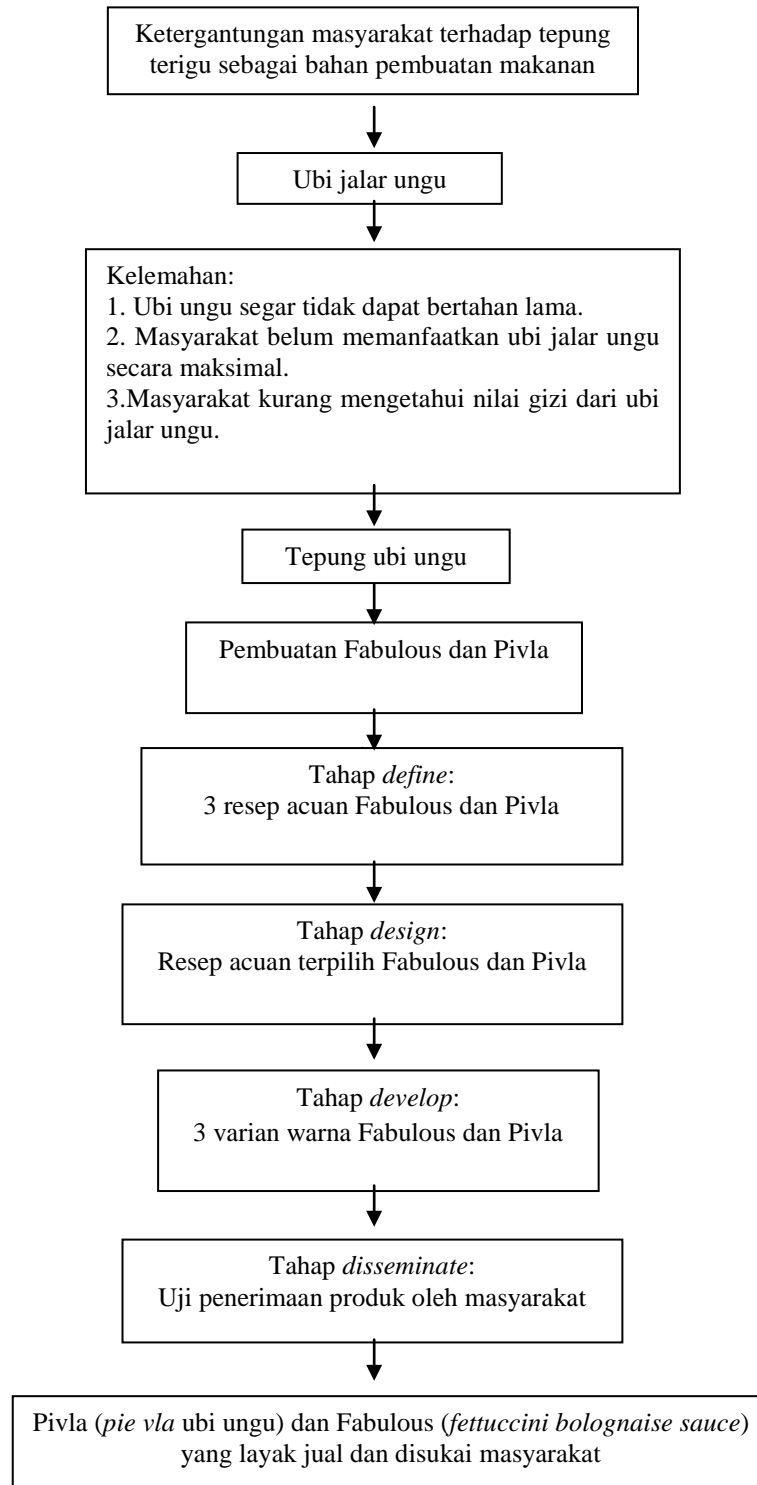 Ketergantungan masyarakat terhadap tepung
terigu sebagai bahan pembuatan makanan
Ubi jalar ungu
Kelemahan:
1. Ubi ungu segar tidak dapat bertahan lama.
2. Masyarakat belum memanfaatkan ubi jalar ungu
secara maksimal.
3.Masyarakat kurang mengetahui nilai gizi dari ubi
jalar ungu.
Tepung ubi ungu
Pembuatan Fabulous dan Pivla
Tahap define:
3 resep acuan Fabulous dan Pivla
Tahap design:
Resep acuan terpilih Fabulous dan Pivla
Tahap develop:
3 varian warna Fabulous dan Pivla
Tahap disseminate:
Uji penerimaan produk oleh masyarakat
Pivla (pie vla ubi ungu) dan Fabulous (fettuccini bolognaise sauce)
yang layak jual dan disukai masyarakat